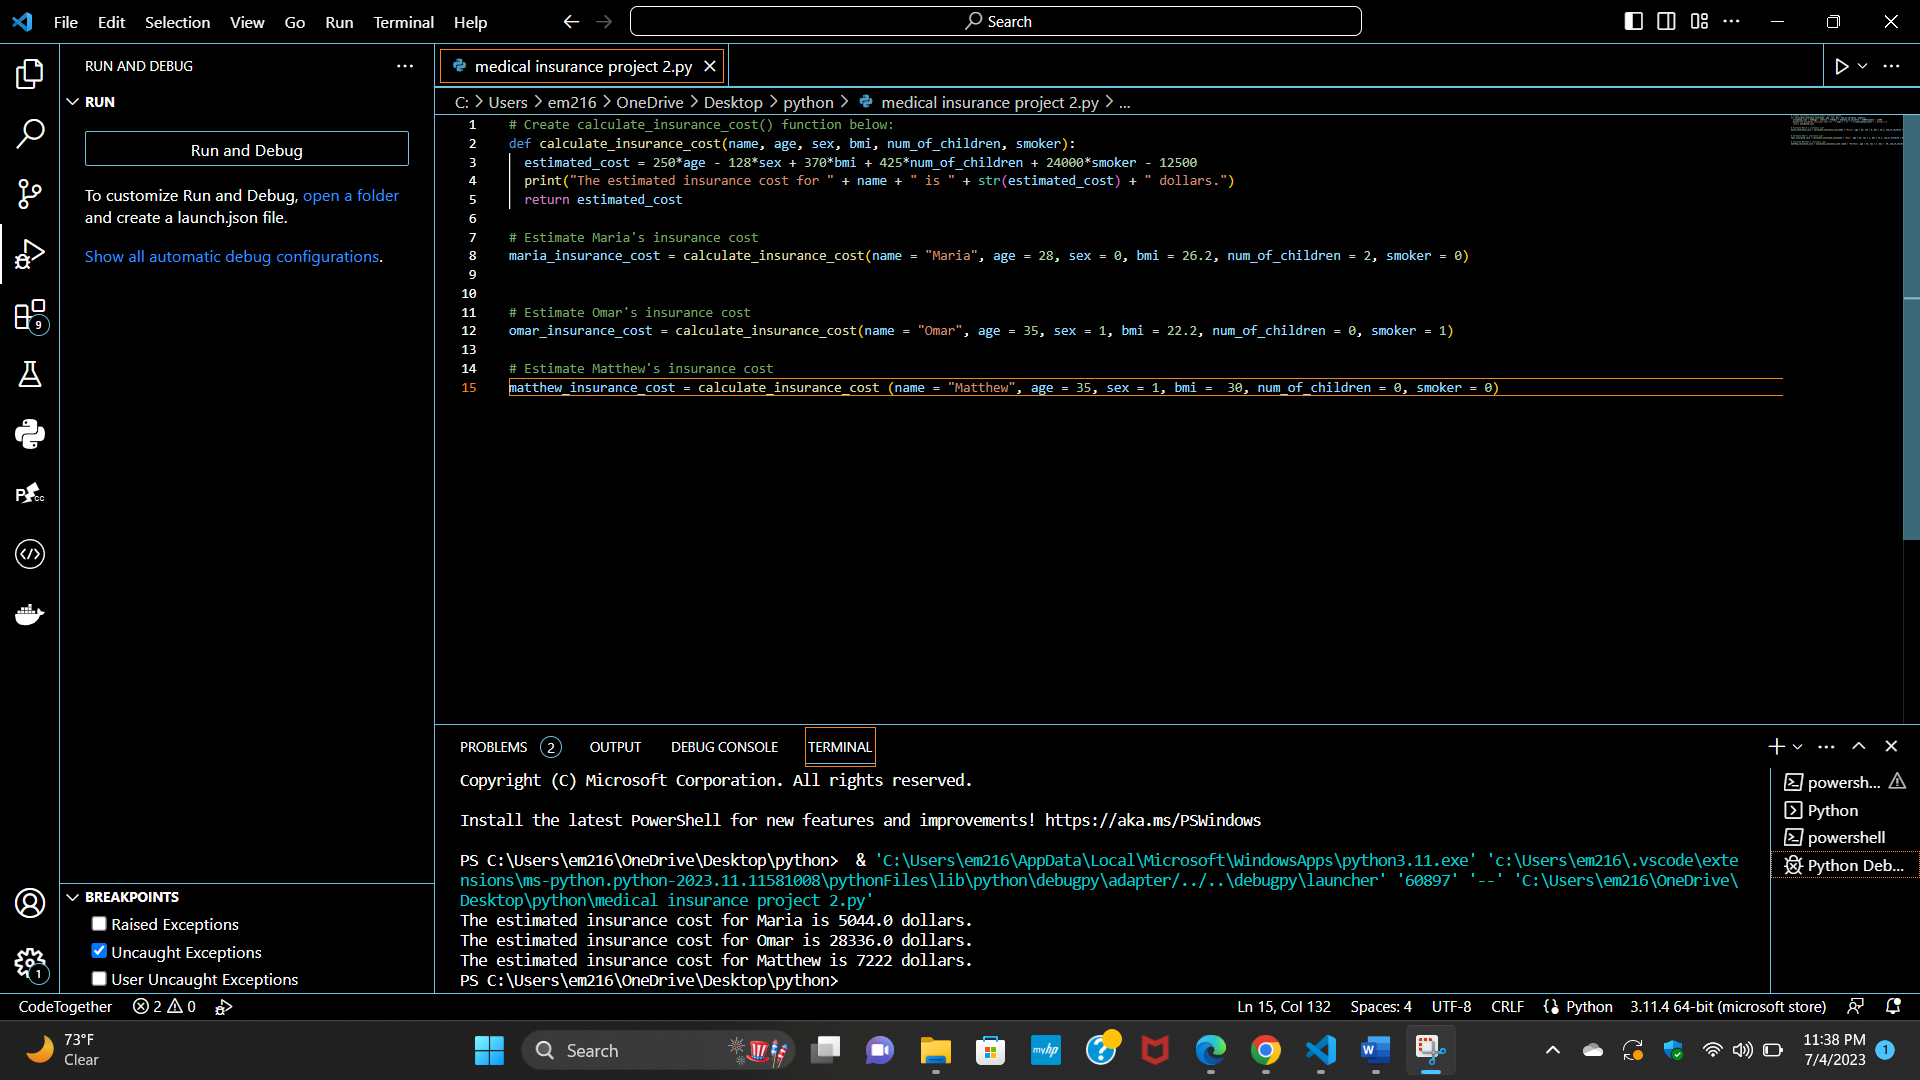 File Edit Selection View Go Run Terminal Help
Search
RUN AND DEBUG
RUN
Run and Debug
To customize Run and Debug, open a folder
and create a launch.json file.
Show all automatic debug configurations.
9
BREAKPOINTS
Raised Exceptions
Uncaught Exceptions
User Uncaught Exceptions
1
medical insurance project 2.py
C: > Users > em216 > OneDrive > Desktop > python > medical insurance project 2.py > ...
1 # Create calculate_insurance_cost() function below:
2 def calculate_insurance_cost(name, age, sex, bmi, num_of_children, smoker):
3 estimated_cost = 250*age - 128*sex + 370*bmi + 425*num_of_children + 24000*smoker - 12500
4 print("The estimated insurance cost for " + name + " is " + str(estimated_cost) + " dollars.")
5 return estimated_cost
6
7 # Estimate Maria's insurance cost
8 maria_insurance_cost = calculate_insurance_cost(name = "Maria", age = 28, sex = 0, bmi = 26.2, num_of_children = 2, smoker = 0)
9
10
11 # Estimate Omar's insurance cost
12 omar_insurance_cost = calculate_insurance_cost(name = "Omar", age = 35, sex = 1, bmi = 22.2, num_of_children = 0, smoker = 1)
13
14 # Estimate Matthew's insurance cost
15 matthew_insurance_cost = calculate_insurance_cost (name = "Matthew", age = 35, sex = 1, bmi =  30, num_of_children = 0, smoker = 0)
PROBLEMS 2 OUTPUT DEBUG CONSOLE TERMINAL
Copyright (C) Microsoft Corporation. All rights reserved.
Install the latest PowerShell for new features and improvements! https://aka.ms/PSWindows
PS C:\Users\em216\OneDrive\Desktop\python>  & 'C:\Users\em216\AppData\Local\Microsoft\WindowsApps\python3.11.exe' 'c:\Users\em216\.vscode\exte
nsions\ms-python.python-2023.11.11581008\pythonFiles\lib\python\debugpy\adapter/../..\debugpy\launcher' '60897' '--' 'C:\Users\em216\OneDrive\
Desktop\python\medical insurance project 2.py'
The estimated insurance cost for Maria is 5044.0 dollars.
The estimated insurance cost for Omar is 28336.0 dollars.
The estimated insurance cost for Matthew is 7222 dollars.
PS C:\Users\em216\OneDrive\Desktop\python>
powersh...
Python
powershell
Python Deb...
CodeTogether 2 0 Ln 15, Col 132 Spaces: 4 UTF-8 CRLF Python 3.11.4 64-bit (microsoft store)
73°F
Clear
Search
myhp
11:38 PM
7/4/2023
1